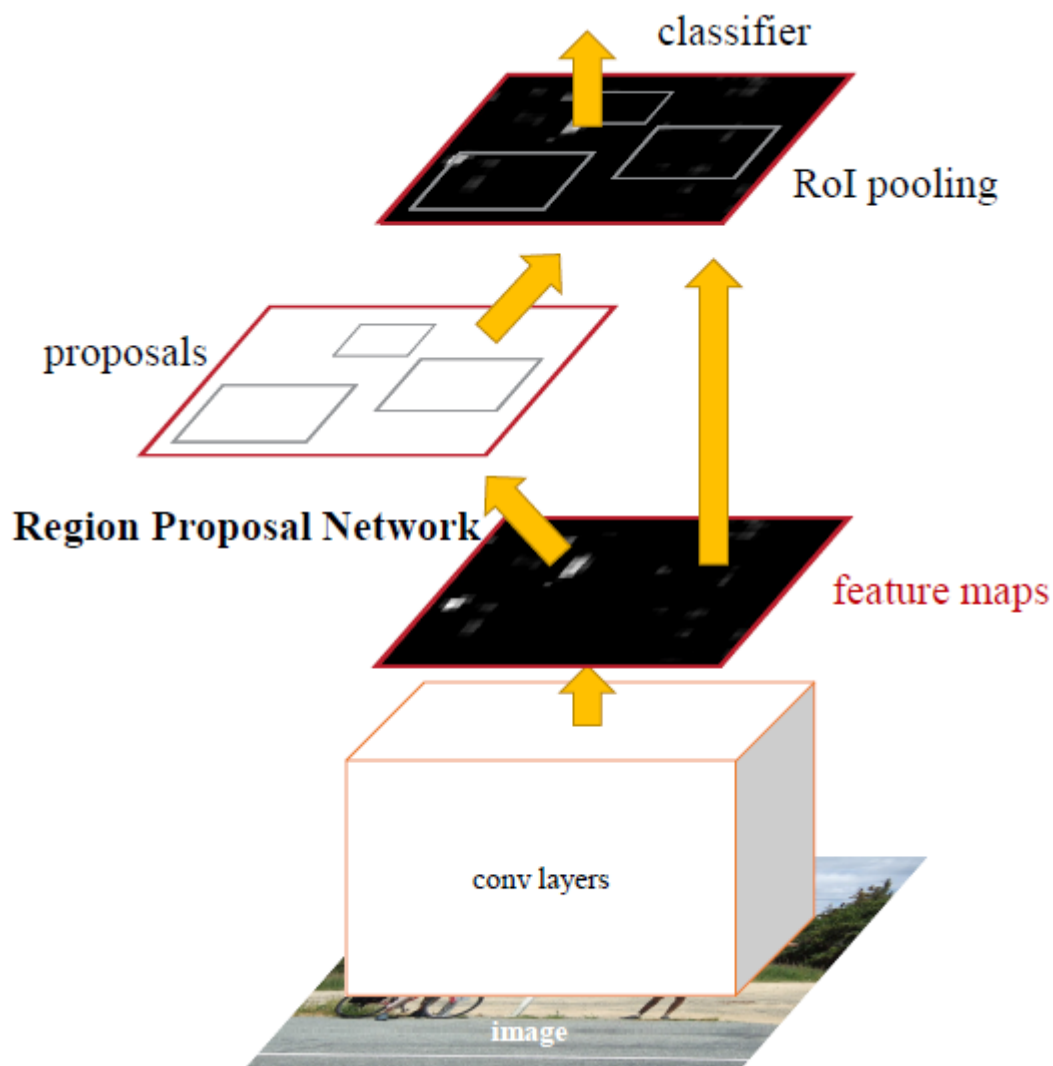 classifier
RoI pooling
proposals
Region Proposal Network
feature maps
conv layers
image